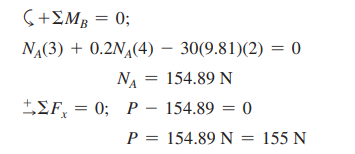 ↶+ΣM_B = 0;
N_A(3) + 0.2N_A(4) − 30(9.81)(2) = 0
N_A = 154.89 N
⁺→ΣF_x = 0; P − 154.89 = 0
P = 154.89 N = 155 N